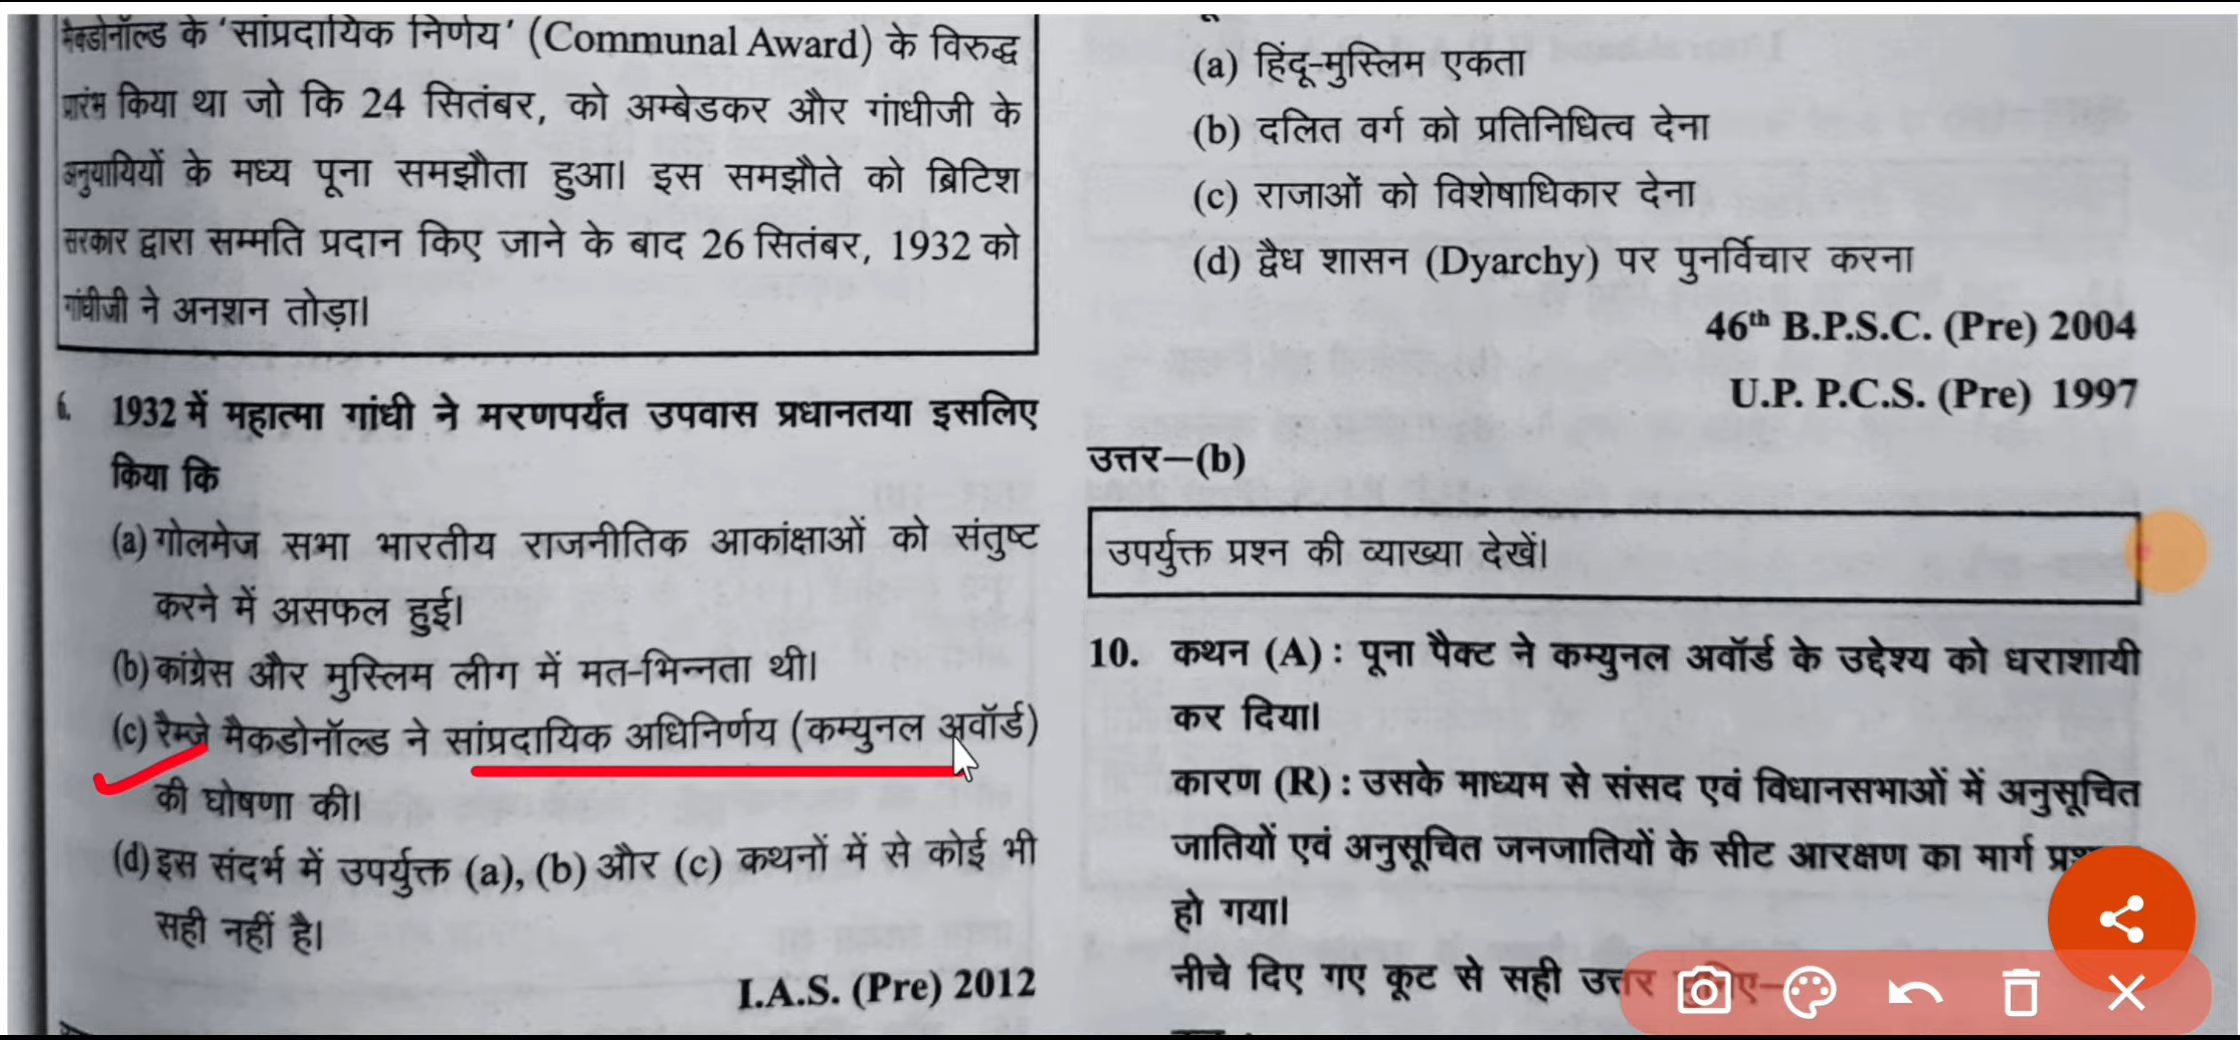 मैक्डोनॉल्ड के 'सांप्रदायिक निर्णय' (Communal Award) के विरुद्ध
प्रारंभ किया था जो कि 24 सितंबर, को अम्बेडकर और गांधीजी के
अनुयायियों के मध्य पूना समझौता हुआ। इस समझौते को ब्रिटिश
सरकार द्वारा सम्मति प्रदान किए जाने के बाद 26 सितंबर, 1932 को
गांधीजी ने अनशन तोड़ा।
6. 1932 में महात्मा गांधी ने मरणपर्यंत उपवास प्रधानतया इसलिए
किया कि
(a) गोलमेज सभा भारतीय राजनीतिक आकांक्षाओं को संतुष्ट
करने में असफल हुई।
(b) कांग्रेस और मुस्लिम लीग में मत-भिन्नता थी।
(c) रैम्जे मैकडोनॉल्ड ने सांप्रदायिक अधिनिर्णय (कम्युनल अवॉर्ड)
की घोषणा की।
(d) इस संदर्भ में उपर्युक्त (a), (b) और (c) कथनों में से कोई भी
सही नहीं है।
I.A.S. (Pre) 2012
(a) हिंदू-मुस्लिम एकता
(b) दलित वर्ग को प्रतिनिधित्व देना
(c) राजाओं को विशेषाधिकार देना
(d) द्वैध शासन (Dyarchy) पर पुनर्विचार करना
46th B.P.S.C. (Pre) 2004
U.P. P.C.S. (Pre) 1997
उत्तर—(b)
उपर्युक्त प्रश्न की व्याख्या देखें।
10. कथन (A) : पूना पैक्ट ने कम्युनल अवॉर्ड के उद्देश्य को धराशायी
कर दिया।
कारण (R) : उसके माध्यम से संसद एवं विधानसभाओं में अनुसूचित
जातियों एवं अनुसूचित जनजातियों के सीट आरक्षण का मार्ग
हो गया।
नीचे दिए गए कूट से सही उत्तर